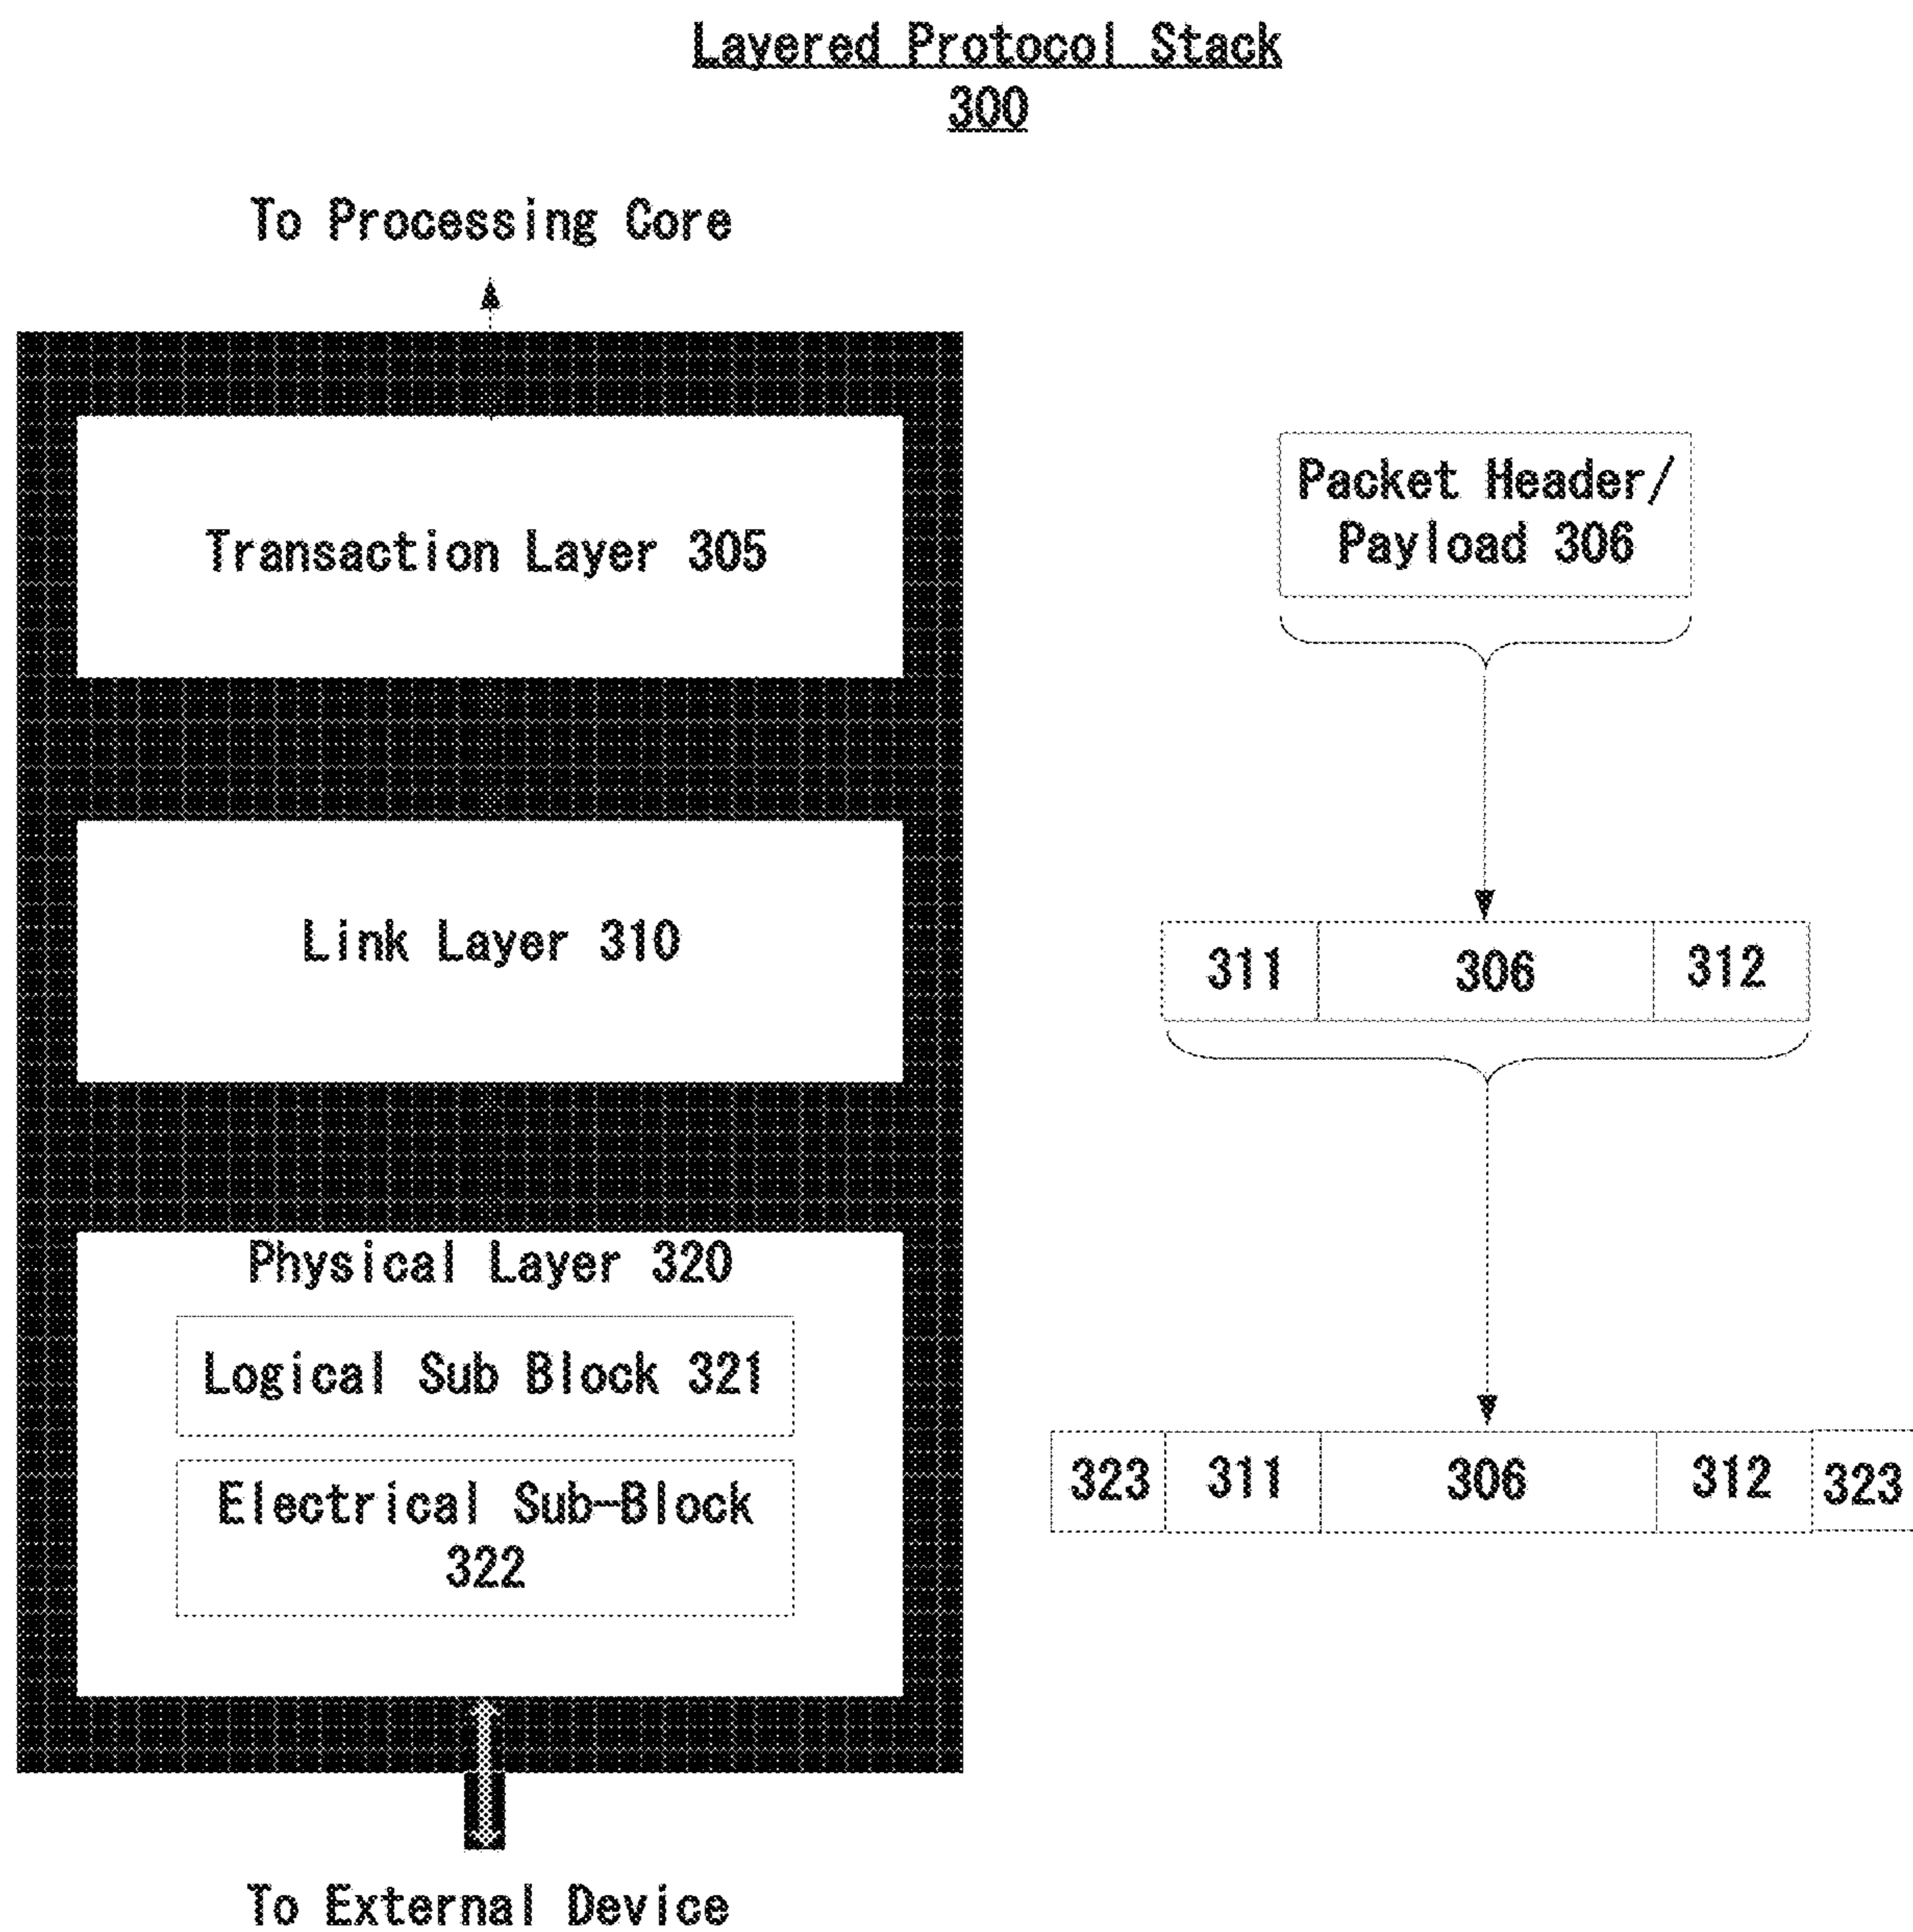 Layered Protocol Stack
300
To Processing Core
Transaction Layer 305
Packet Header/
Payload 306
Link Layer 310
311 306 312
Physical Layer 320
Logical Sub Block 321
Electrical Sub-Block
322
323 311 306 312 323
To External Device